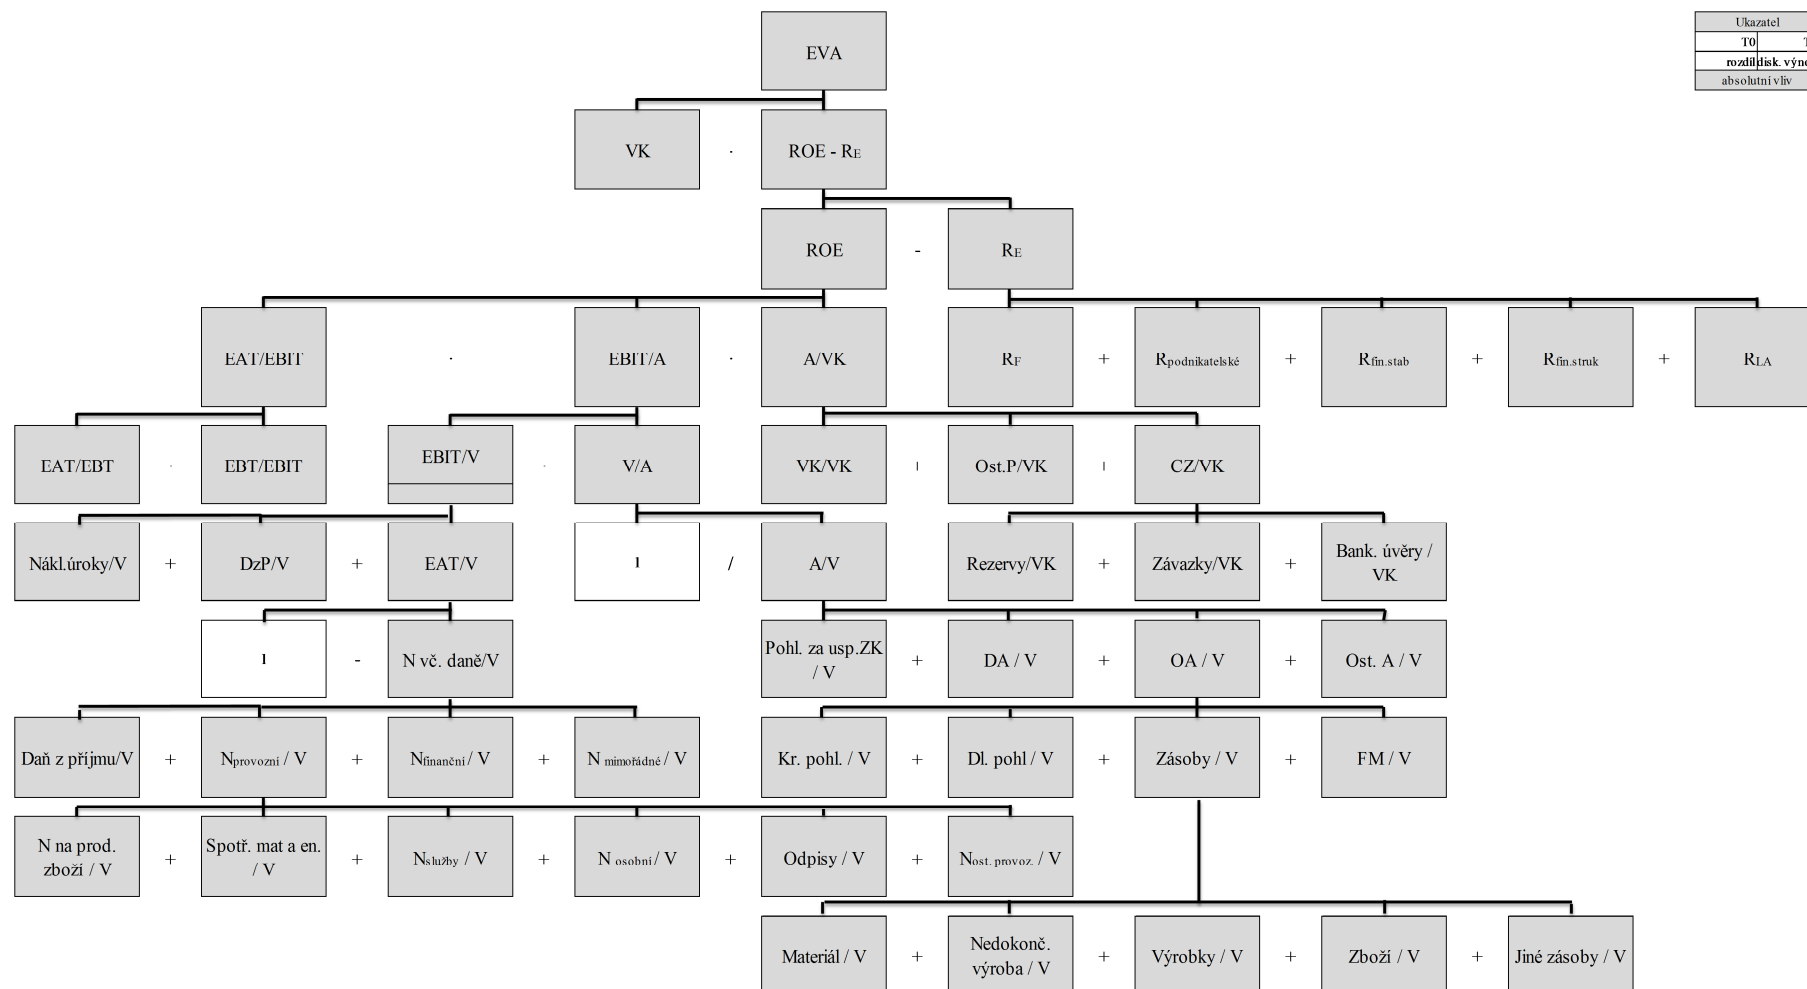 EVA
Ukazatel
T0 T
rozdíl disk. výno
absolutní vliv
VK · ROE - RE
ROE - RE
EAT/EBIT · EBIT/A · A/VK RF + Rpodnikatelské + Rfin.stab + Rfin.struk + RLA
EAT/EBT · EBT/EBIT EBIT/V · V/A VK/VK + Ost.P/VK + CZ/VK
Nákl.úroky/V + DzP/V + EAT/V 1 / A/V Rezervy/VK + Závazky/VK + Bank. úvěry /
VK
1 - N vč. daně/V Pohl. za usp.ZK
/ V + DA / V + OA / V + Ost. A / V
Daň z příjmu/V + Nprovozní / V + Nfinanční / V + N mimořádné / V Kr. pohl. / V + Dl. pohl / V + Zásoby / V + FM / V
N na prod.
zboží / V + Spotř. mat a en.
/ V + Nslužby / V + N osobní / V + Odpisy / V + Nost. provoz. / V
Materiál / V + Nedokonč.
výroba / V + Výrobky / V + Zboží / V + Jiné zásoby / V